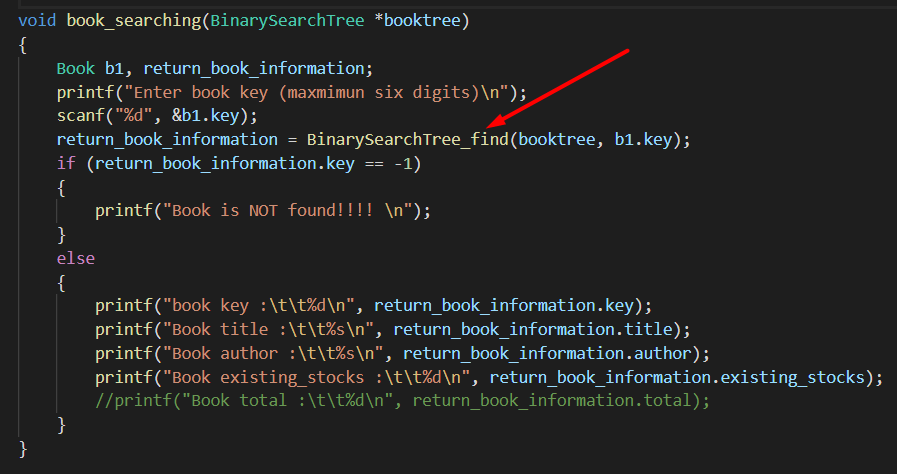 void book_searching(BinarySearchTree *booktree)
{
    Book b1, return_book_information;
    printf("Enter book key (maxmimun six digits)\n");
    scanf("%d", &b1.key);
    return_book_information = BinarySearchTree_find(booktree, b1.key);
    if (return_book_information.key == -1)
    {
        printf("Book is NOT found!!!! \n");
    }
    else
    {
        printf("book key :\t\t%d\n", return_book_information.key);
        printf("Book title :\t\t%s\n", return_book_information.title);
        printf("Book author :\t\t%s\n", return_book_information.author);
        printf("Book existing_stocks :\t\t%d\n", return_book_information.existing_stocks);
        //printf("Book total :\t\t%d\n", return_book_information.total);
    }
}